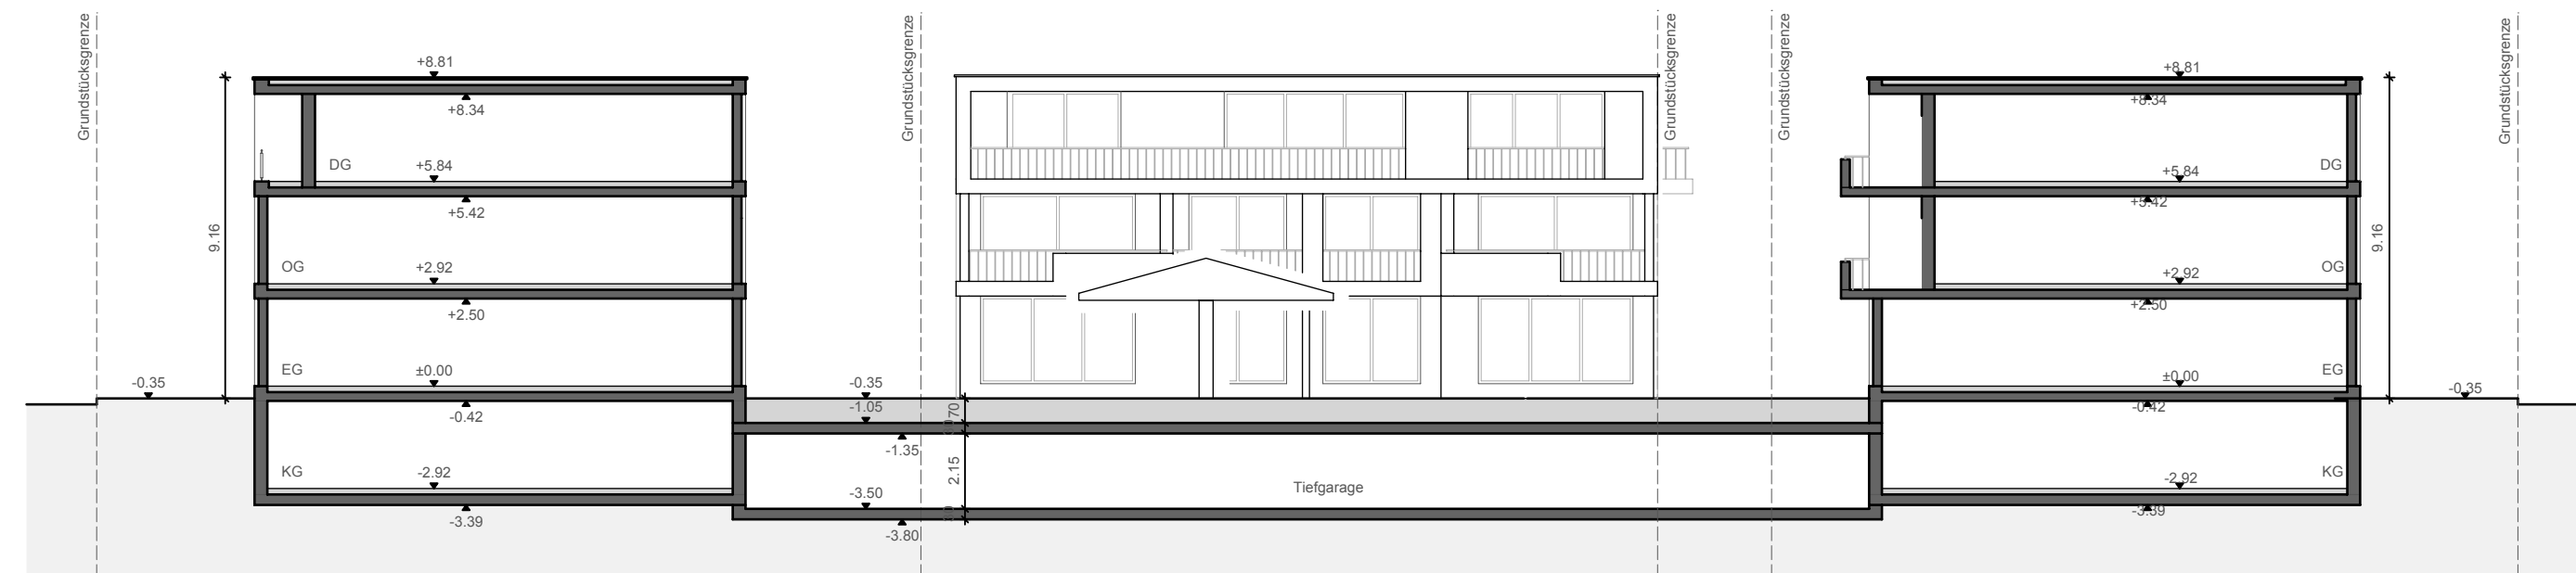 Grundstücksgrenze
Grundstücksgrenze
Grundstücksgrenze
Grundstücksgrenze
Grundstücksgrenze
+8.81
+8.34
DG
+5.84
+5.42
9.16
OG
+2.92
+2.50
EG
±0.00
-0.35
-0.42
KG
-2.92
-3.39
-0.35
-1.05
70
-1.35
2.15
-3.50
-3.80
Tiefgarage
+8.81
+8.34
DG
+5.84
+5.42
9.16
OG
+2.92
+2.50
EG
±0.00
-0.35
-0.42
KG
-2.92
-3.39